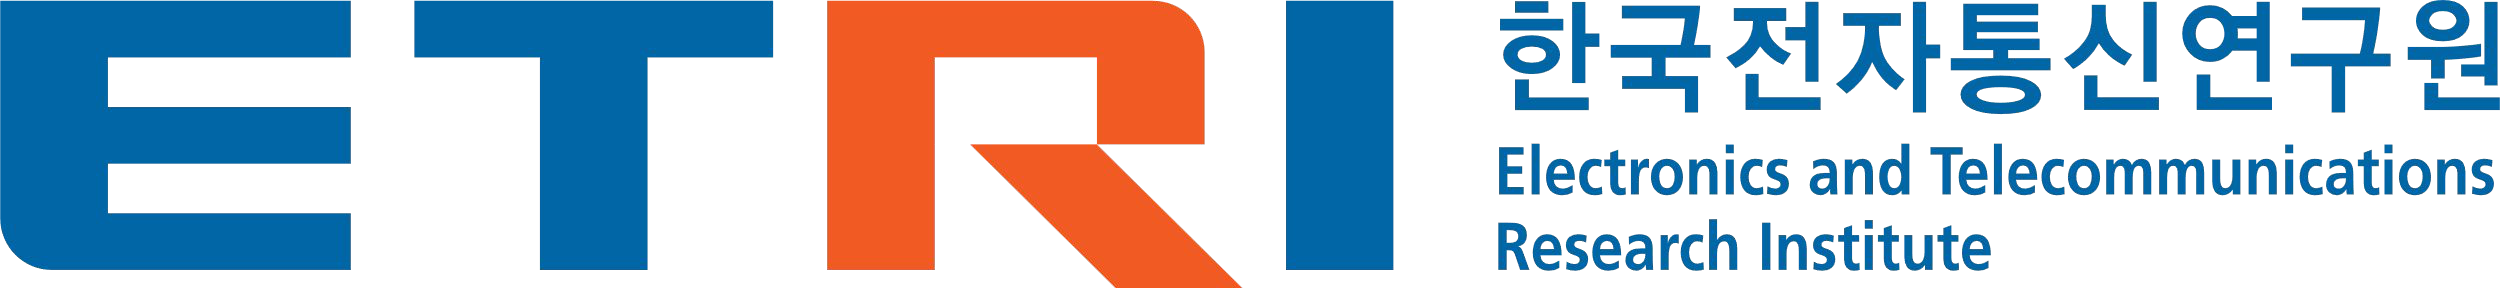 ETRI
한국전자통신연구원
Electronics and Telecommunications
Research Institute